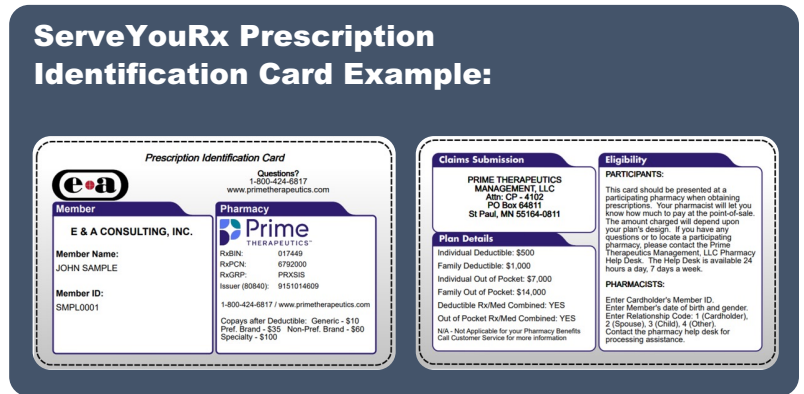 ServeYouRx Prescription
Identification Card Example:
Prescription Identification Card
e a
Questions?
1-800-424-6817
www.primetherapeutics.com
Member
E & A CONSULTING, INC.
Member Name:
JOHN SAMPLE
Member ID:
SMPL0001
Pharmacy
Prime
THERAPEUTICS™
RxBIN: 017449
RxPCN: 6792000
RxGRP: PRXSIS
Issuer (80840): 9151014609
1-800-424-6817 / www.primetherapeutics.com
Copays after Deductible: Generic - $10
Pref. Brand - $35 Non-Pref. Brand - $60
Specialty - $100
Claims Submission
PRIME THERAPEUTICS
MANAGEMENT, LLC
Attn: CP - 4102
PO Box 64811
St Paul, MN 55164-0811
Plan Details
Individual Deductible: $500
Family Deductible: $1,000
Individual Out of Pocket: $7,000
Family Out of Pocket: $14,000
Deductible Rx/Med Combined: YES
Out of Pocket Rx/Med Combined: YES
N/A - Not Applicable for your Pharmacy Benefits
Call Customer Service for more information
Eligibility
PARTICIPANTS:
This card should be presented at a
participating pharmacy when obtaining
prescriptions. Your pharmacist will let you
know how much to pay at the point-of-sale.
The amount charged will depend upon
your plan's design. If you have any
questions or to locate a participating
pharmacy, please contact the Prime
Therapeutics Management, LLC Pharmacy
Help Desk. The Help Desk is available 24
hours a day, 7 days a week.
PHARMACISTS:
Enter Cardholder's Member ID.
Enter Member's date of birth and gender.
Enter Relationship Code: 1 (Cardholder),
2 (Spouse), 3 (Child), 4 (Other).
Contact the pharmacy help desk for
processing assistance.